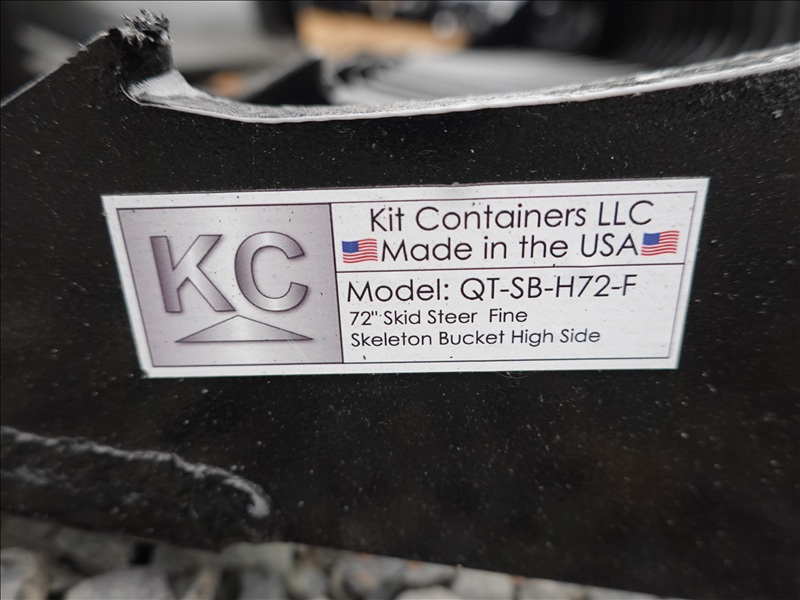 KC
Kit Containers LLC
Made in the USA
Model: QT-SB-H72-F
72" Skid Steer Fine
Skeleton Bucket High Side